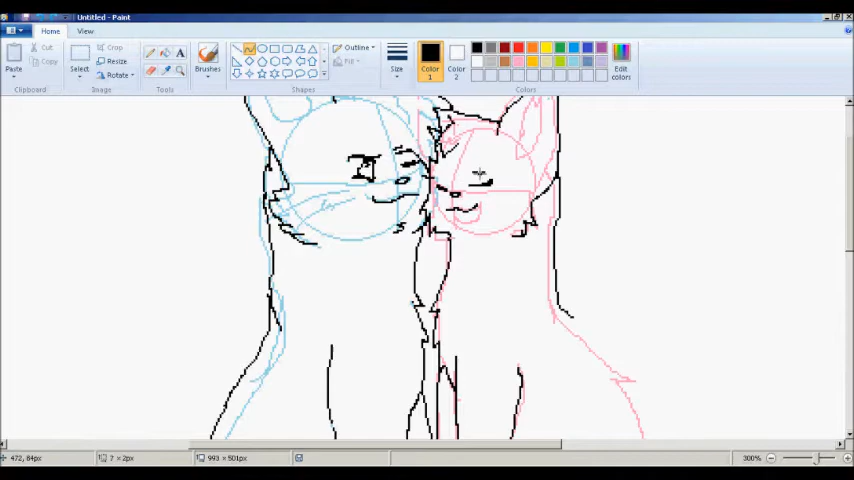 Untitled - Paint
Home
View
Paste
Cut
Copy
Clipboard
Select
Crop
Resize
Rotate
Image
A
Tools
Brushes
Outline
Fill
Shapes
Size
Color
1
Color
2
Edit
colors
Colors
472, 84px
7 × 2px
993 × 501px
300%